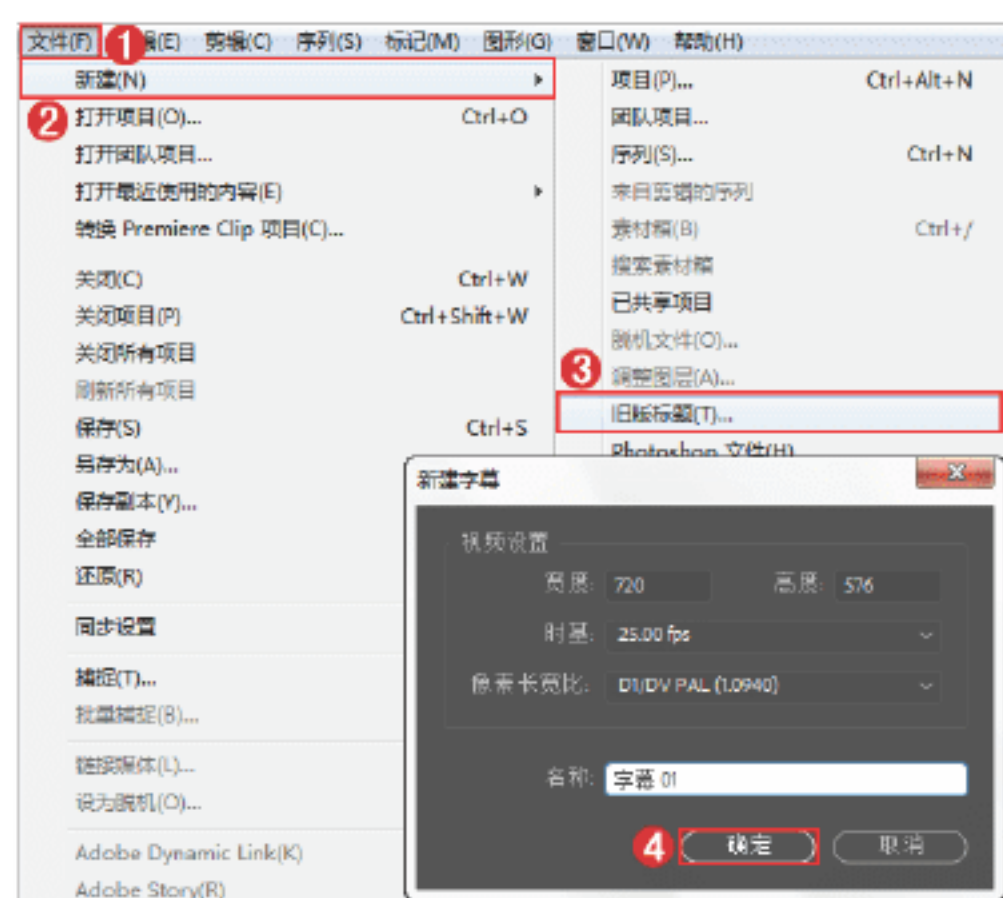 文件(F) 1 辑(E) 剪辑(C) 序列(S) 标记(M) 图形(G) 窗口(W) 帮助(H)
新建(N)
2 打开项目(O)... Ctrl+O
打开团队项目...
打开最近使用的内容(E)
转换 Premiere Clip 项目(C)...
关闭(C) Ctrl+W
关闭项目(P) Ctrl+Shift+W
关闭所有项目
刷新所有项目
保存(S) Ctrl+S
另存为(A)...
保存副本(Y)...
全部保存
还原(R)
同步设置
捕捉(T)...
批量捕捉(B)...
链接媒体(L)...
设为脱机(O)...
Adobe Dynamic Link(K)
Adobe Story(R)
项目(P)... Ctrl+Alt+N
团队项目...
序列(S)... Ctrl+N
来自剪辑的序列
素材箱(B) Ctrl+/
搜索素材箱
已共享项目
脱机文件(O)...
3 调整图层(A)...
旧版标题(T)...
Photoshop 文件(H)
新建字幕
视频设置
宽度: 720 高度: 576
时基: 25.00 fps
像素长宽比: D1/DV PAL (1.0940)
名称: 字幕 01
4 确定 取消